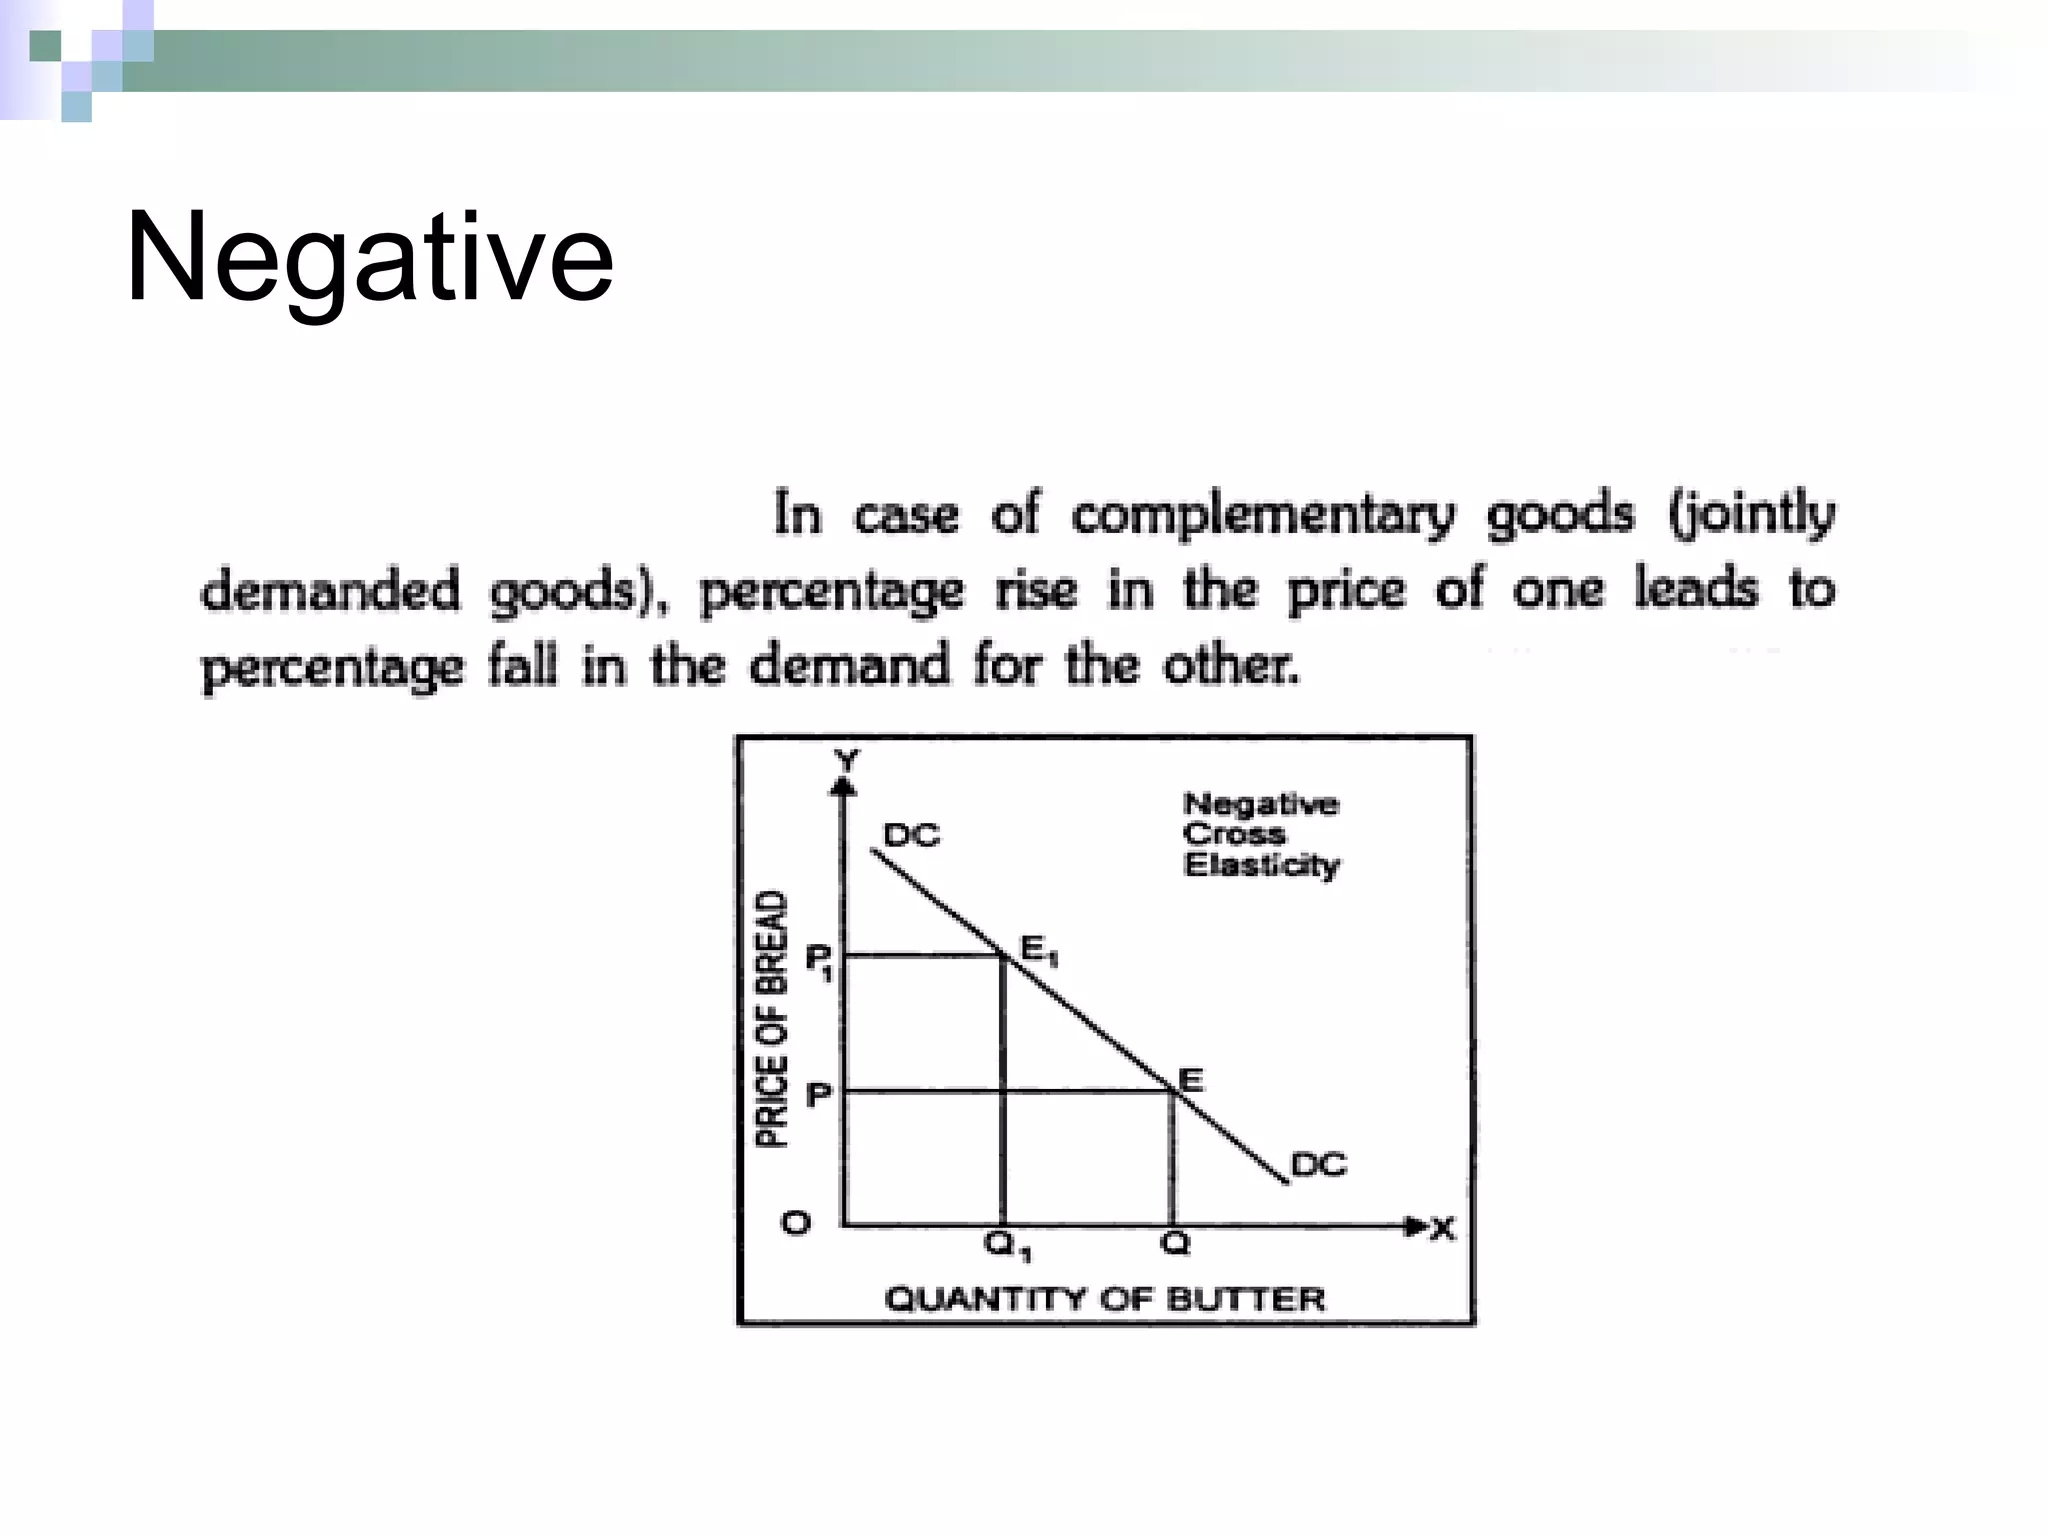 Negative
In case of complementary goods (jointly
demanded goods), percentage rise in the price of one leads to
percentage fall in the demand for the other.
Y
Negative
Cross
Elasticity
DC
PRICE OF BREAD
P₁
E₁
P
E
DC
O
Q₁
Q
X
QUANTITY OF BUTTER